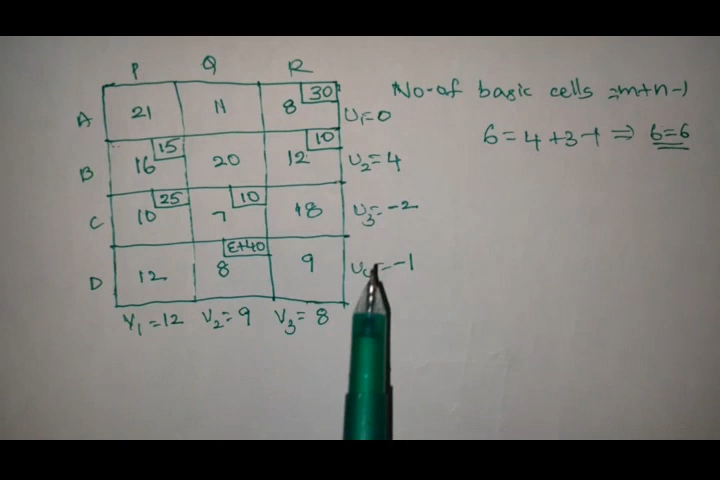 P Q R
No-of basic cells =m+n-1
A 21 11 8 30 U1=0
6=4+3-1 ⇒ 6=6
B 16 15 20 12 10 U2=4
C 10 25 7 10 18 U3=-2
D 12 8 E+40 9 U4=-1
V1=12 V2=9 V3=8